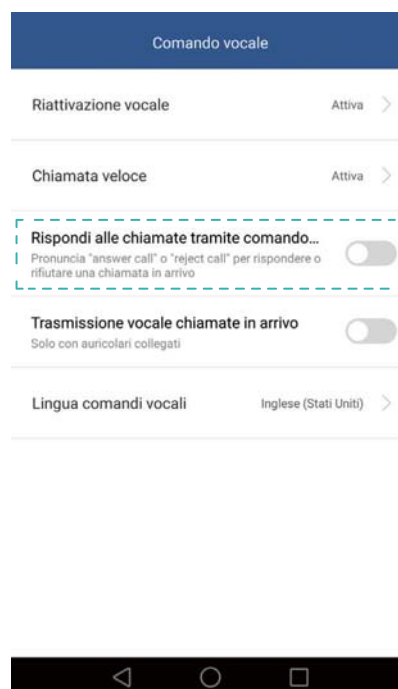 Comando vocale
Riattivazione vocale Attiva
Chiamata veloce Attiva
Rispondi alle chiamate tramite comando...
Pronuncia "answer call" o "reject call" per rispondere o
rifiutare una chiamata in arrivo
Trasmissione vocale chiamate in arrivo
Solo con auricolari collegati
Lingua comandi vocali Inglese (Stati Uniti)